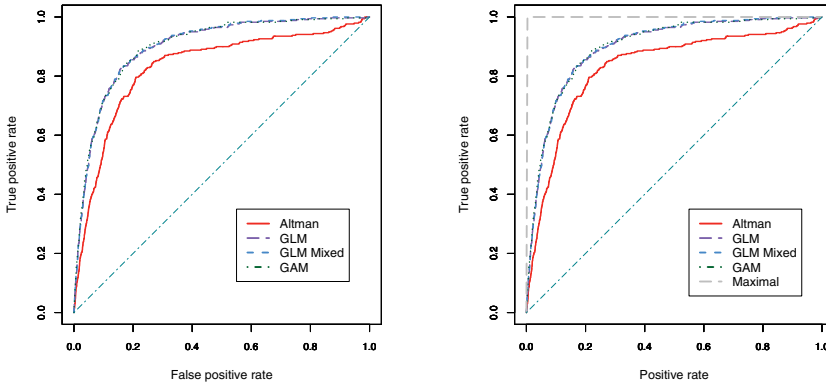 True positive rate
1.0
0.8
0.6
0.4
0.2
0.0
Altman
GLM
GLM Mixed
GAM
0.0 0.2 0.4 0.6 0.8 1.0
False positive rate
True positive rate
1.0
0.8
0.6
0.4
0.2
0.0
Altman
GLM
GLM Mixed
GAM
Maximal
0.0 0.2 0.4 0.6 0.8 1.0
Positive rate